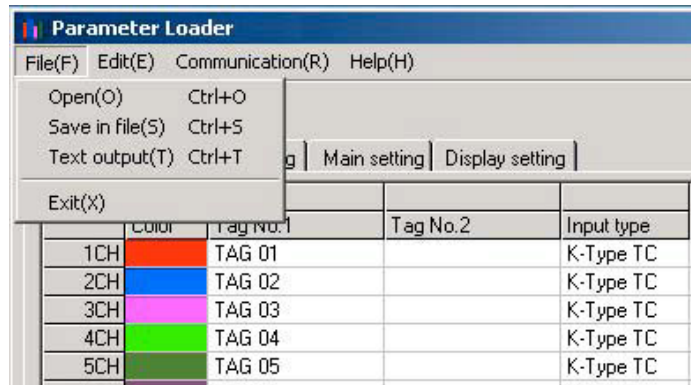 Parameter Loader
File(F) Edit(E) Communication(R) Help(H)
Open(O) Ctrl+O
Save in file(S) Ctrl+S
Text output(T) Ctrl+T
Exit(X)
Main setting Display setting
Color Tag No.1 Tag No.2 Input type
1CH TAG 01 K-Type TC
2CH TAG 02 K-Type TC
3CH TAG 03 K-Type TC
4CH TAG 04 K-Type TC
5CH TAG 05 K-Type TC